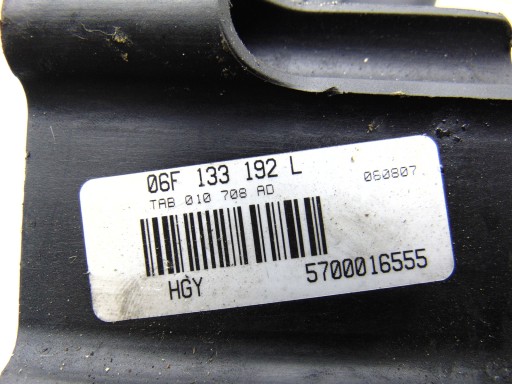 06F 133 192 L
TAB 010 708 AD 060807
HGY 5700016555